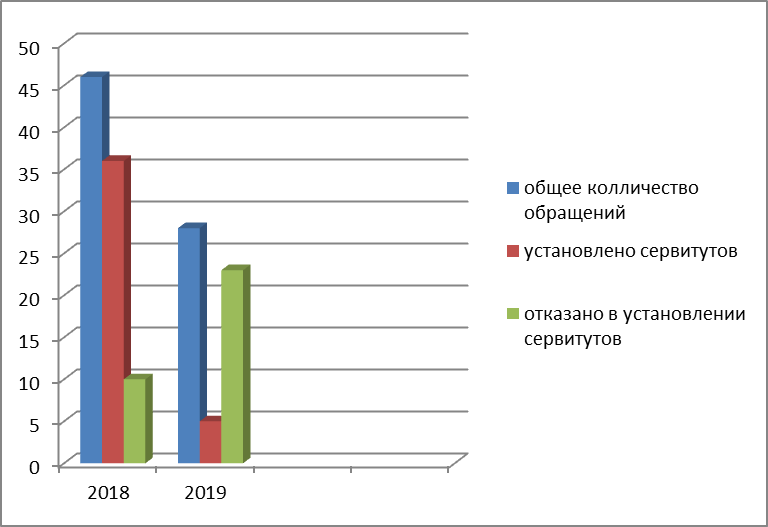 50
45
40
35
30
25
20
15
10
5
0
2018 2019
общее колличество
обращений
установлено сервитутов
отказано в установлении
сервитутов